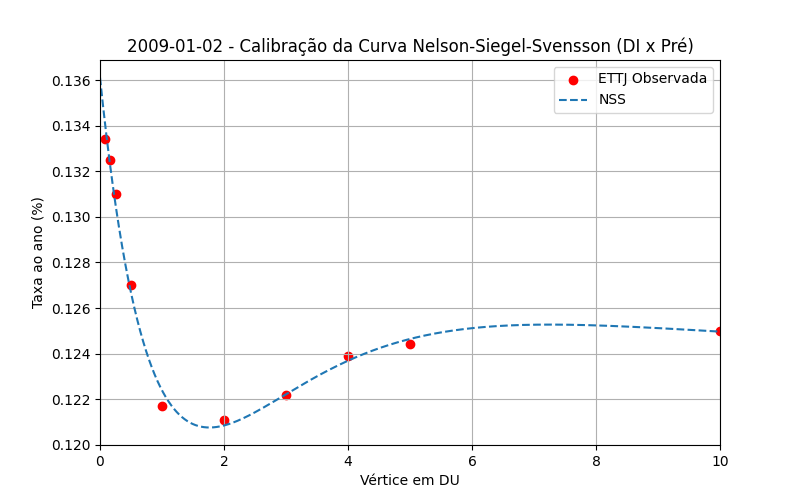 2009-01-02 - Calibração da Curva Nelson-Siegel-Svensson (DI x Pré)
ETTJ Observada
NSS
Taxa ao ano (%)
0.136
0.134
0.132
0.130
0.128
0.126
0.124
0.122
0.120
0 2 4 6 8 10
Vértice em DU